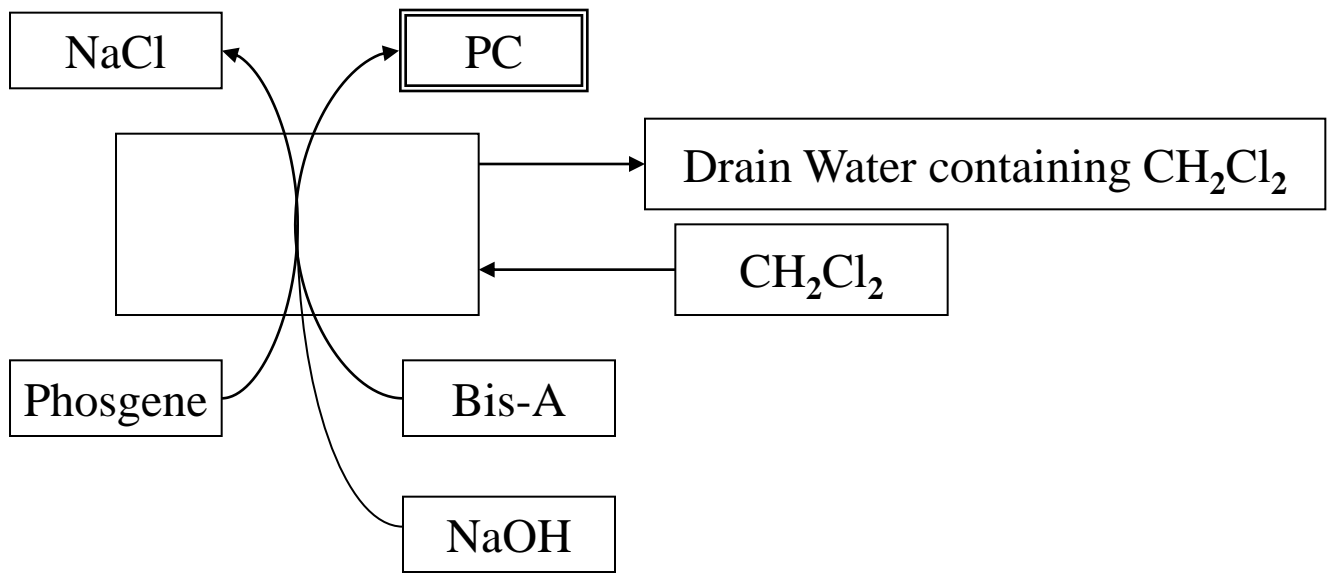 NaCl
PC
Drain Water containing CH₂Cl₂
CH₂Cl₂
Phosgene
Bis-A
NaOH